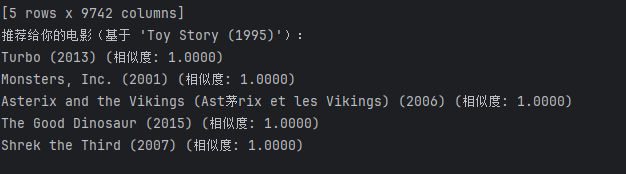 [5 rows x 9742 columns]
推荐给你的电影（基于 'Toy Story (1995)'）：
Turbo (2013) (相似度: 1.0000)
Monsters, Inc. (2001) (相似度: 1.0000)
Asterix and the Vikings (Ast茅rix et les Vikings) (2006) (相似度: 1.0000)
The Good Dinosaur (2015) (相似度: 1.0000)
Shrek the Third (2007) (相似度: 1.0000)